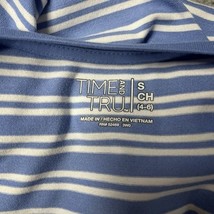 TIME AND TRU
S
CH
(4-6)
MADE IN / HECHO EN VIETNAM